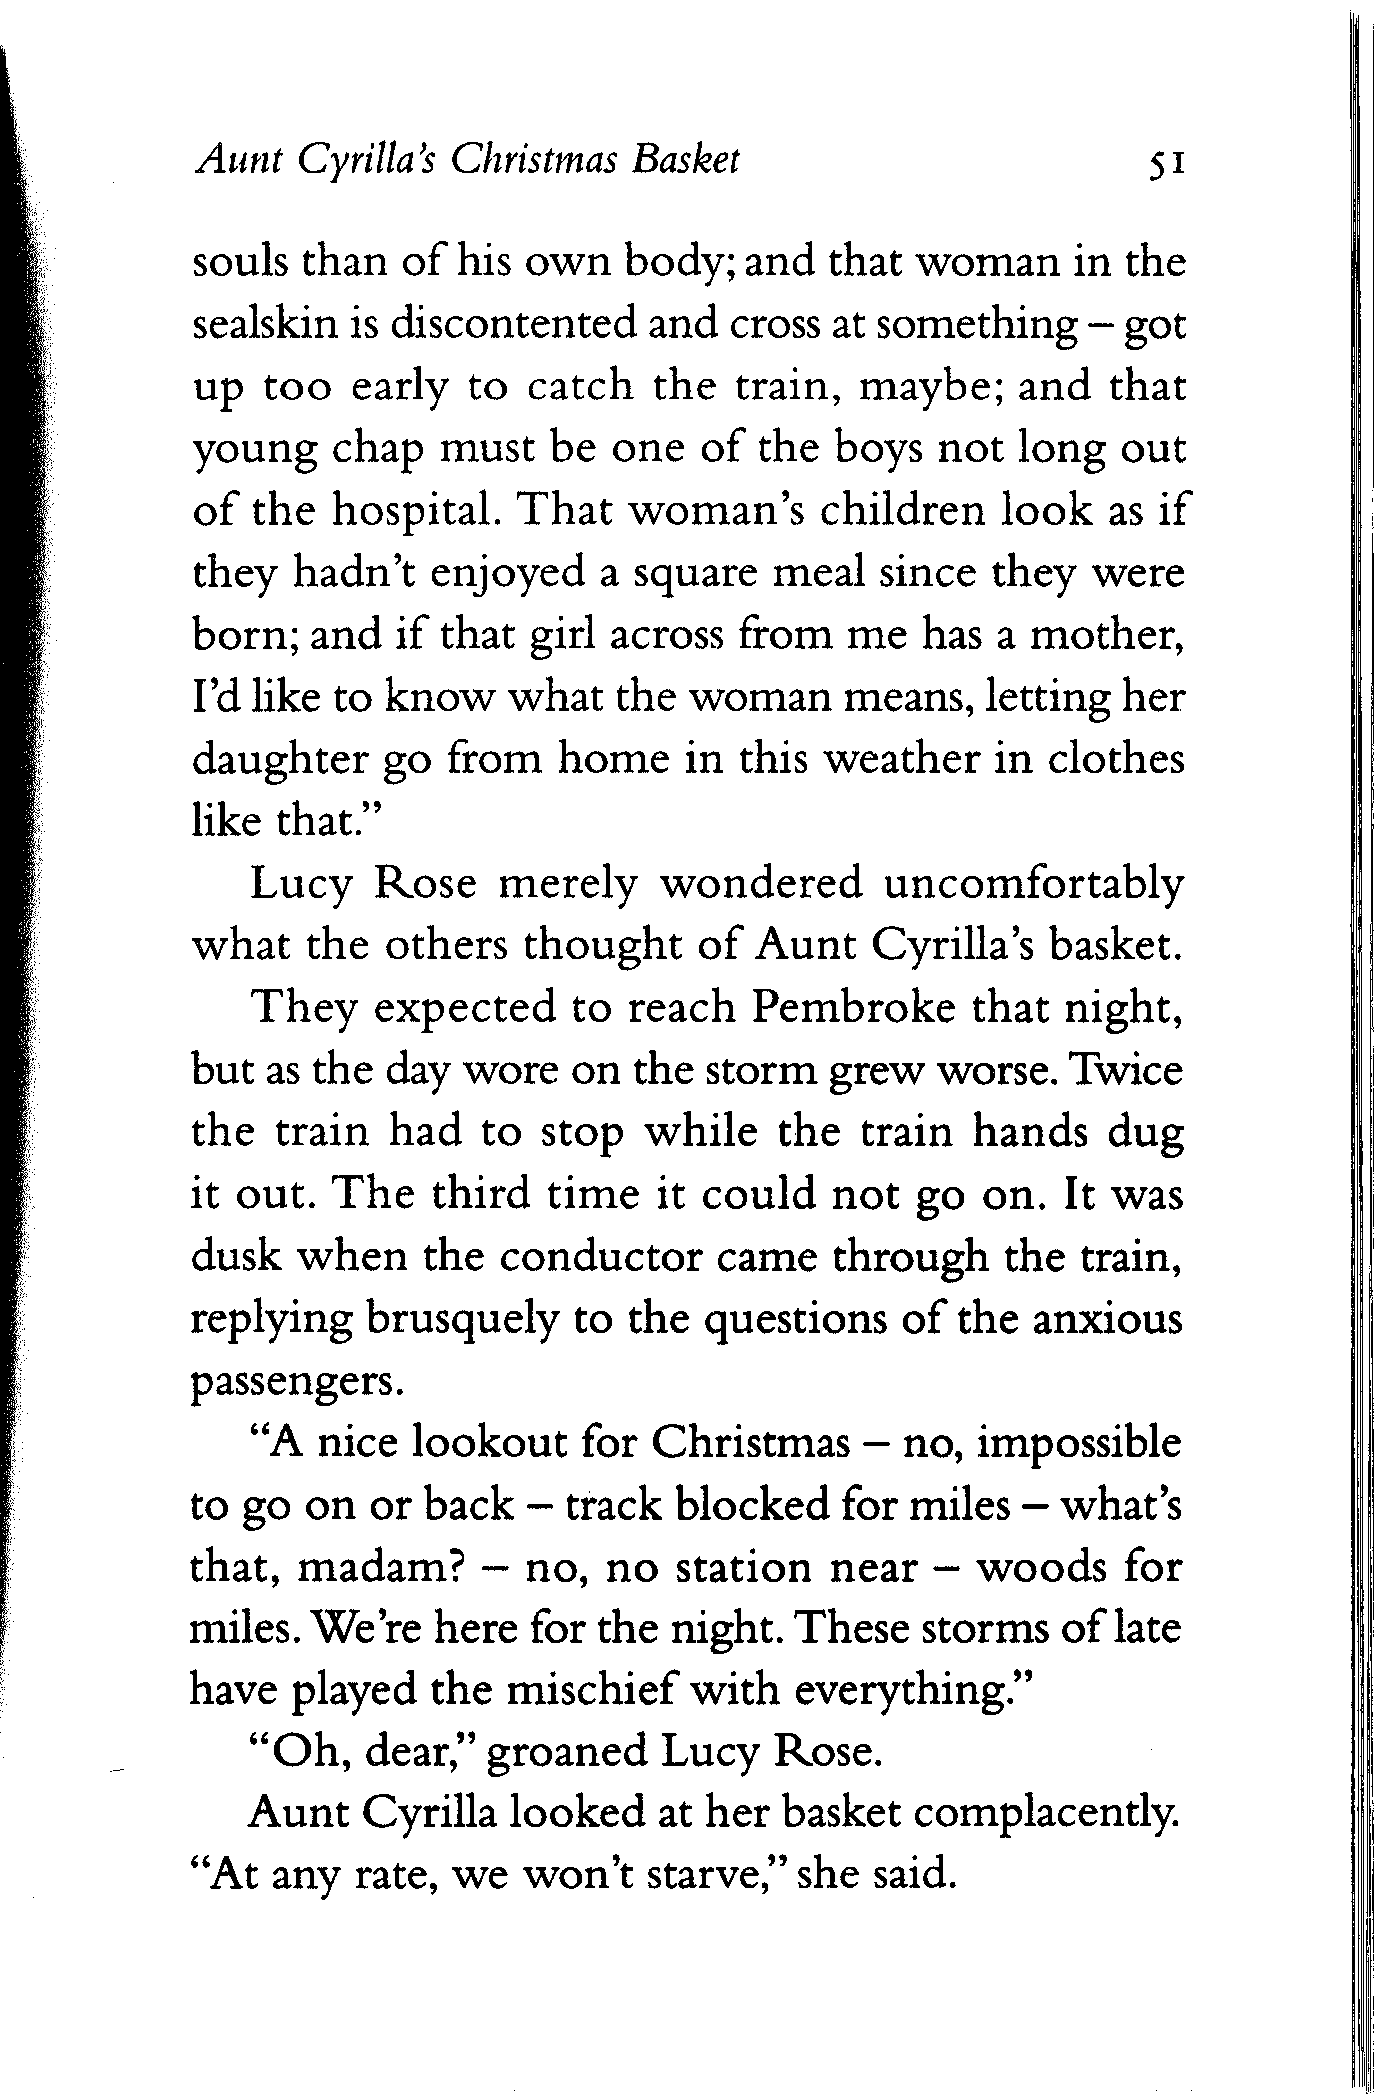 Aunt Cyrilla's Christmas Basket 51
souls than of his own body; and that woman in the
sealskin is discontented and cross at something – got
up too early to catch the train, maybe; and that
young chap must be one of the boys not long out
of the hospital. That woman's children look as if
they hadn't enjoyed a square meal since they were
born; and if that girl across from me has a mother,
I'd like to know what the woman means, letting her
daughter go from home in this weather in clothes
like that.”
Lucy Rose merely wondered uncomfortably
what the others thought of Aunt Cyrilla's basket.
They expected to reach Pembroke that night,
but as the day wore on the storm grew worse. Twice
the train had to stop while the train hands dug
it out. The third time it could not go on. It was
dusk when the conductor came through the train,
replying brusquely to the questions of the anxious
passengers.
“A nice lookout for Christmas – no, impossible
to go on or back – track blocked for miles – what's
that, madam? – no, no station near – woods for
miles. We're here for the night. These storms of late
have played the mischief with everything.”
“Oh, dear,” groaned Lucy Rose.
Aunt Cyrilla looked at her basket complacently.
“At any rate, we won't starve,” she said.